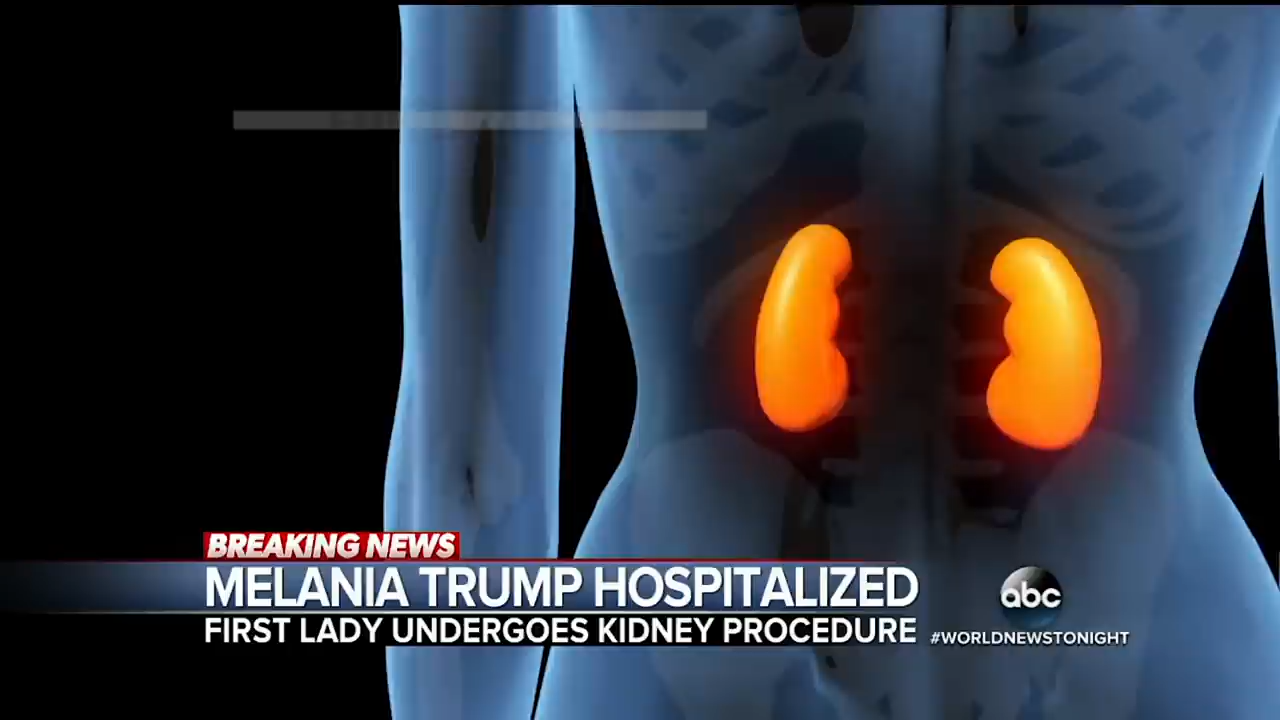 BREAKING NEWS
MELANIA TRUMP HOSPITALIZED
FIRST LADY UNDERGOES KIDNEY PROCEDURE
abc
#WORLDNEWSTONIGHT